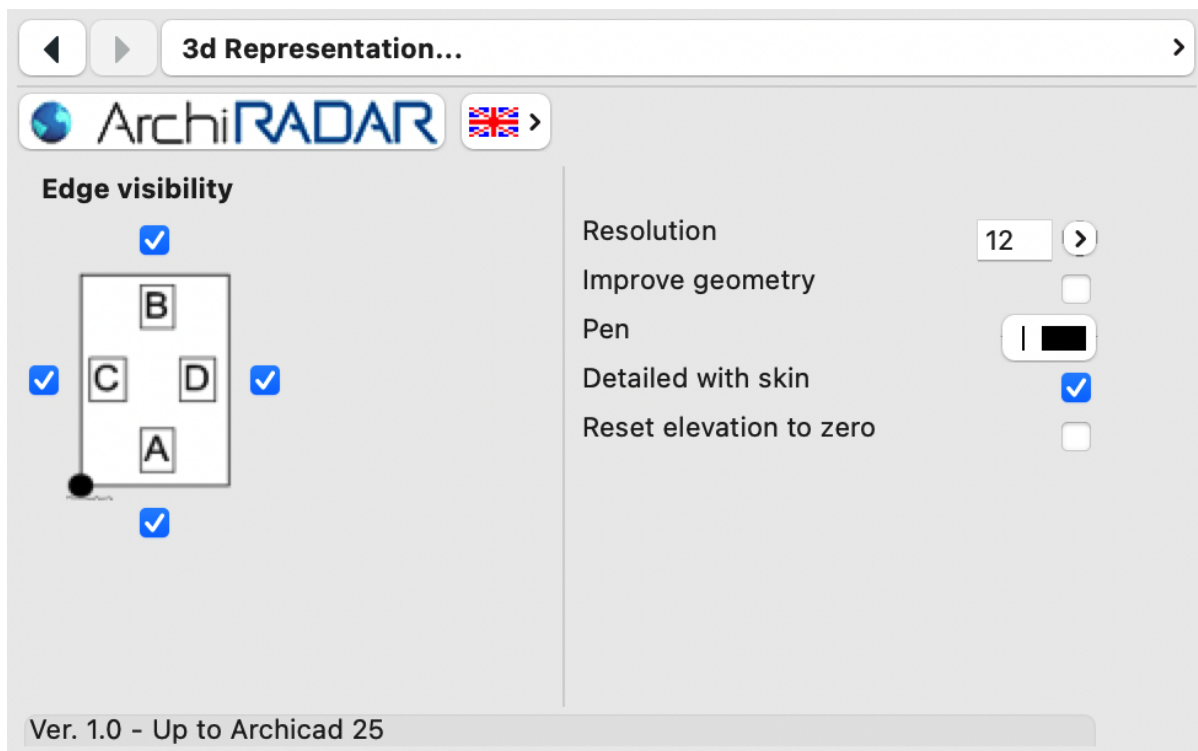 3d Representation...
ArchiRADAR
Edge visibility
B
C D
A
Resolution 12
Improve geometry
Pen
Detailed with skin
Reset elevation to zero
Ver. 1.0 - Up to Archicad 25